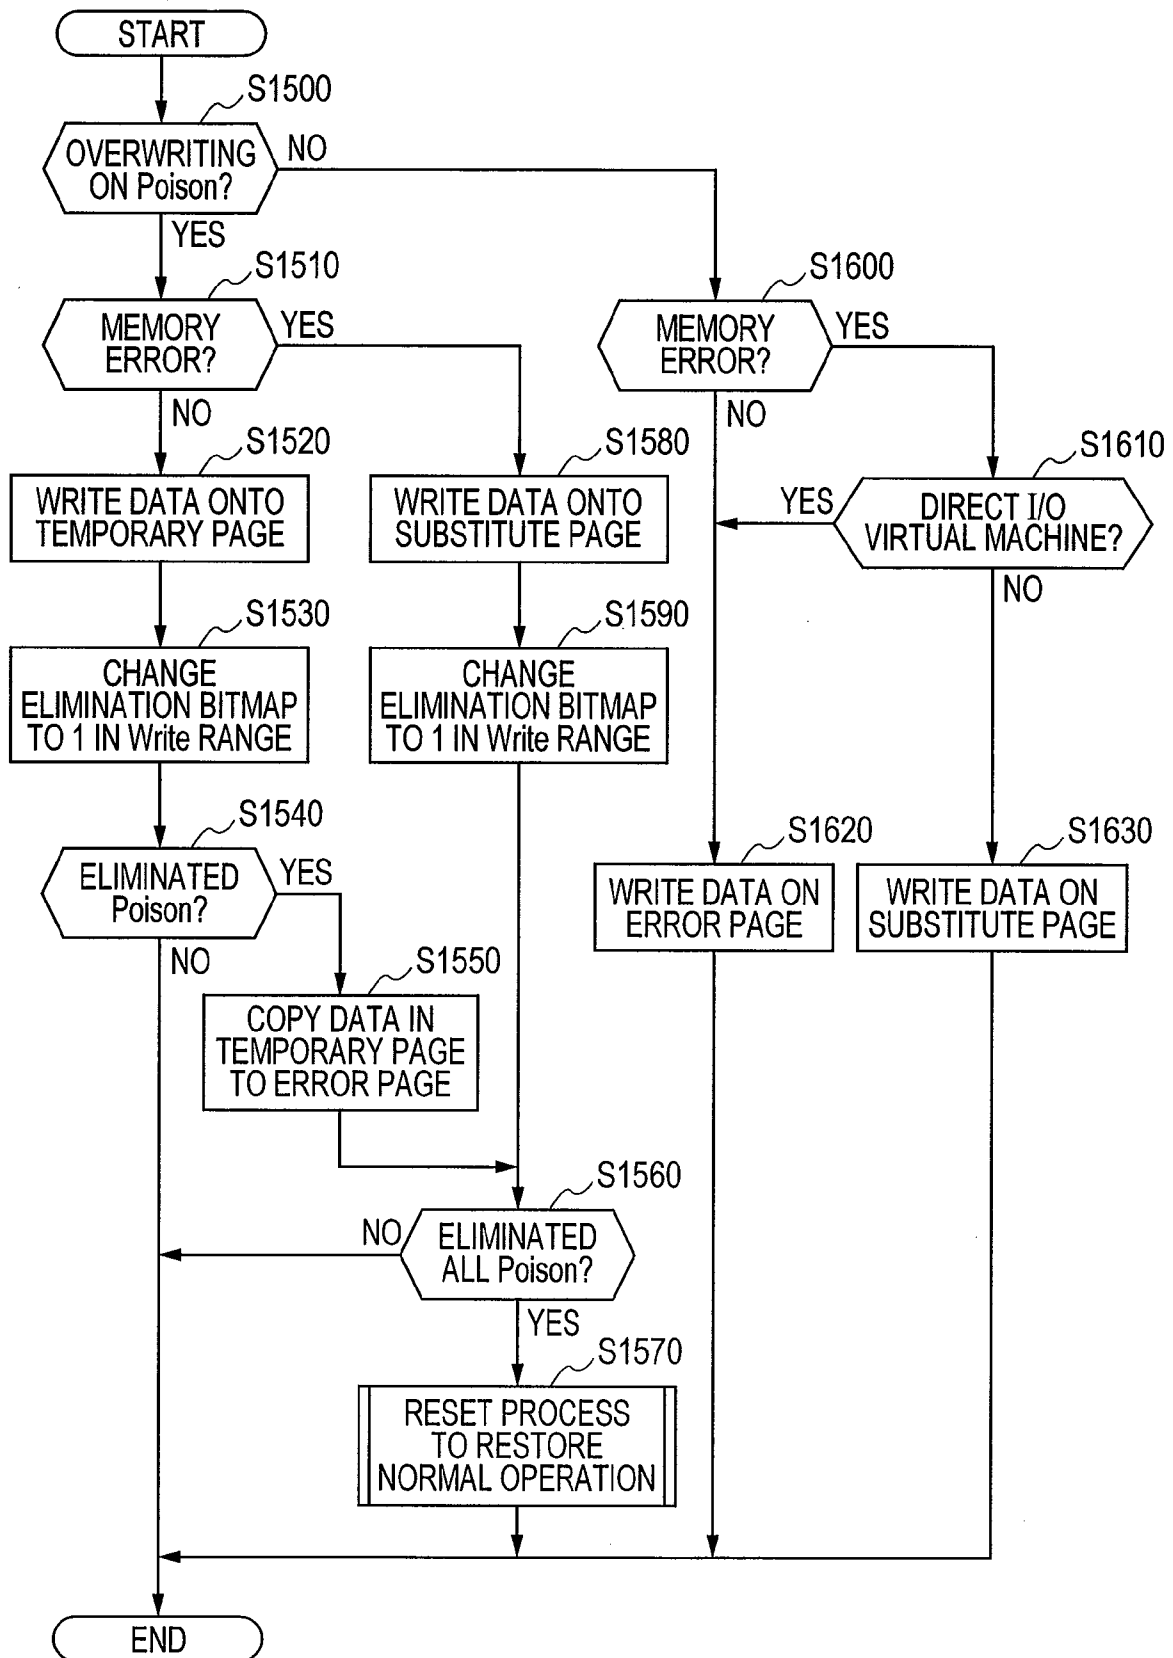 START
S1500
OVERWRITING
ON Poison?
NO
YES
S1510
MEMORY
ERROR?
YES
NO
S1600
MEMORY
ERROR?
YES
NO
S1520
WRITE DATA ONTO
TEMPORARY PAGE
S1580
WRITE DATA ONTO
SUBSTITUTE PAGE
S1610
DIRECT I/O
VIRTUAL MACHINE?
YES
NO
S1530
CHANGE
ELIMINATION BITMAP
TO 1 IN Write RANGE
S1590
CHANGE
ELIMINATION BITMAP
TO 1 IN Write RANGE
S1540
ELIMINATED
Poison?
YES
NO
S1620
WRITE DATA ON
ERROR PAGE
S1630
WRITE DATA ON
SUBSTITUTE PAGE
S1550
COPY DATA IN
TEMPORARY PAGE
TO ERROR PAGE
S1560
ELIMINATED
ALL Poison?
NO
YES
S1570
RESET PROCESS
TO RESTORE
NORMAL OPERATION
END